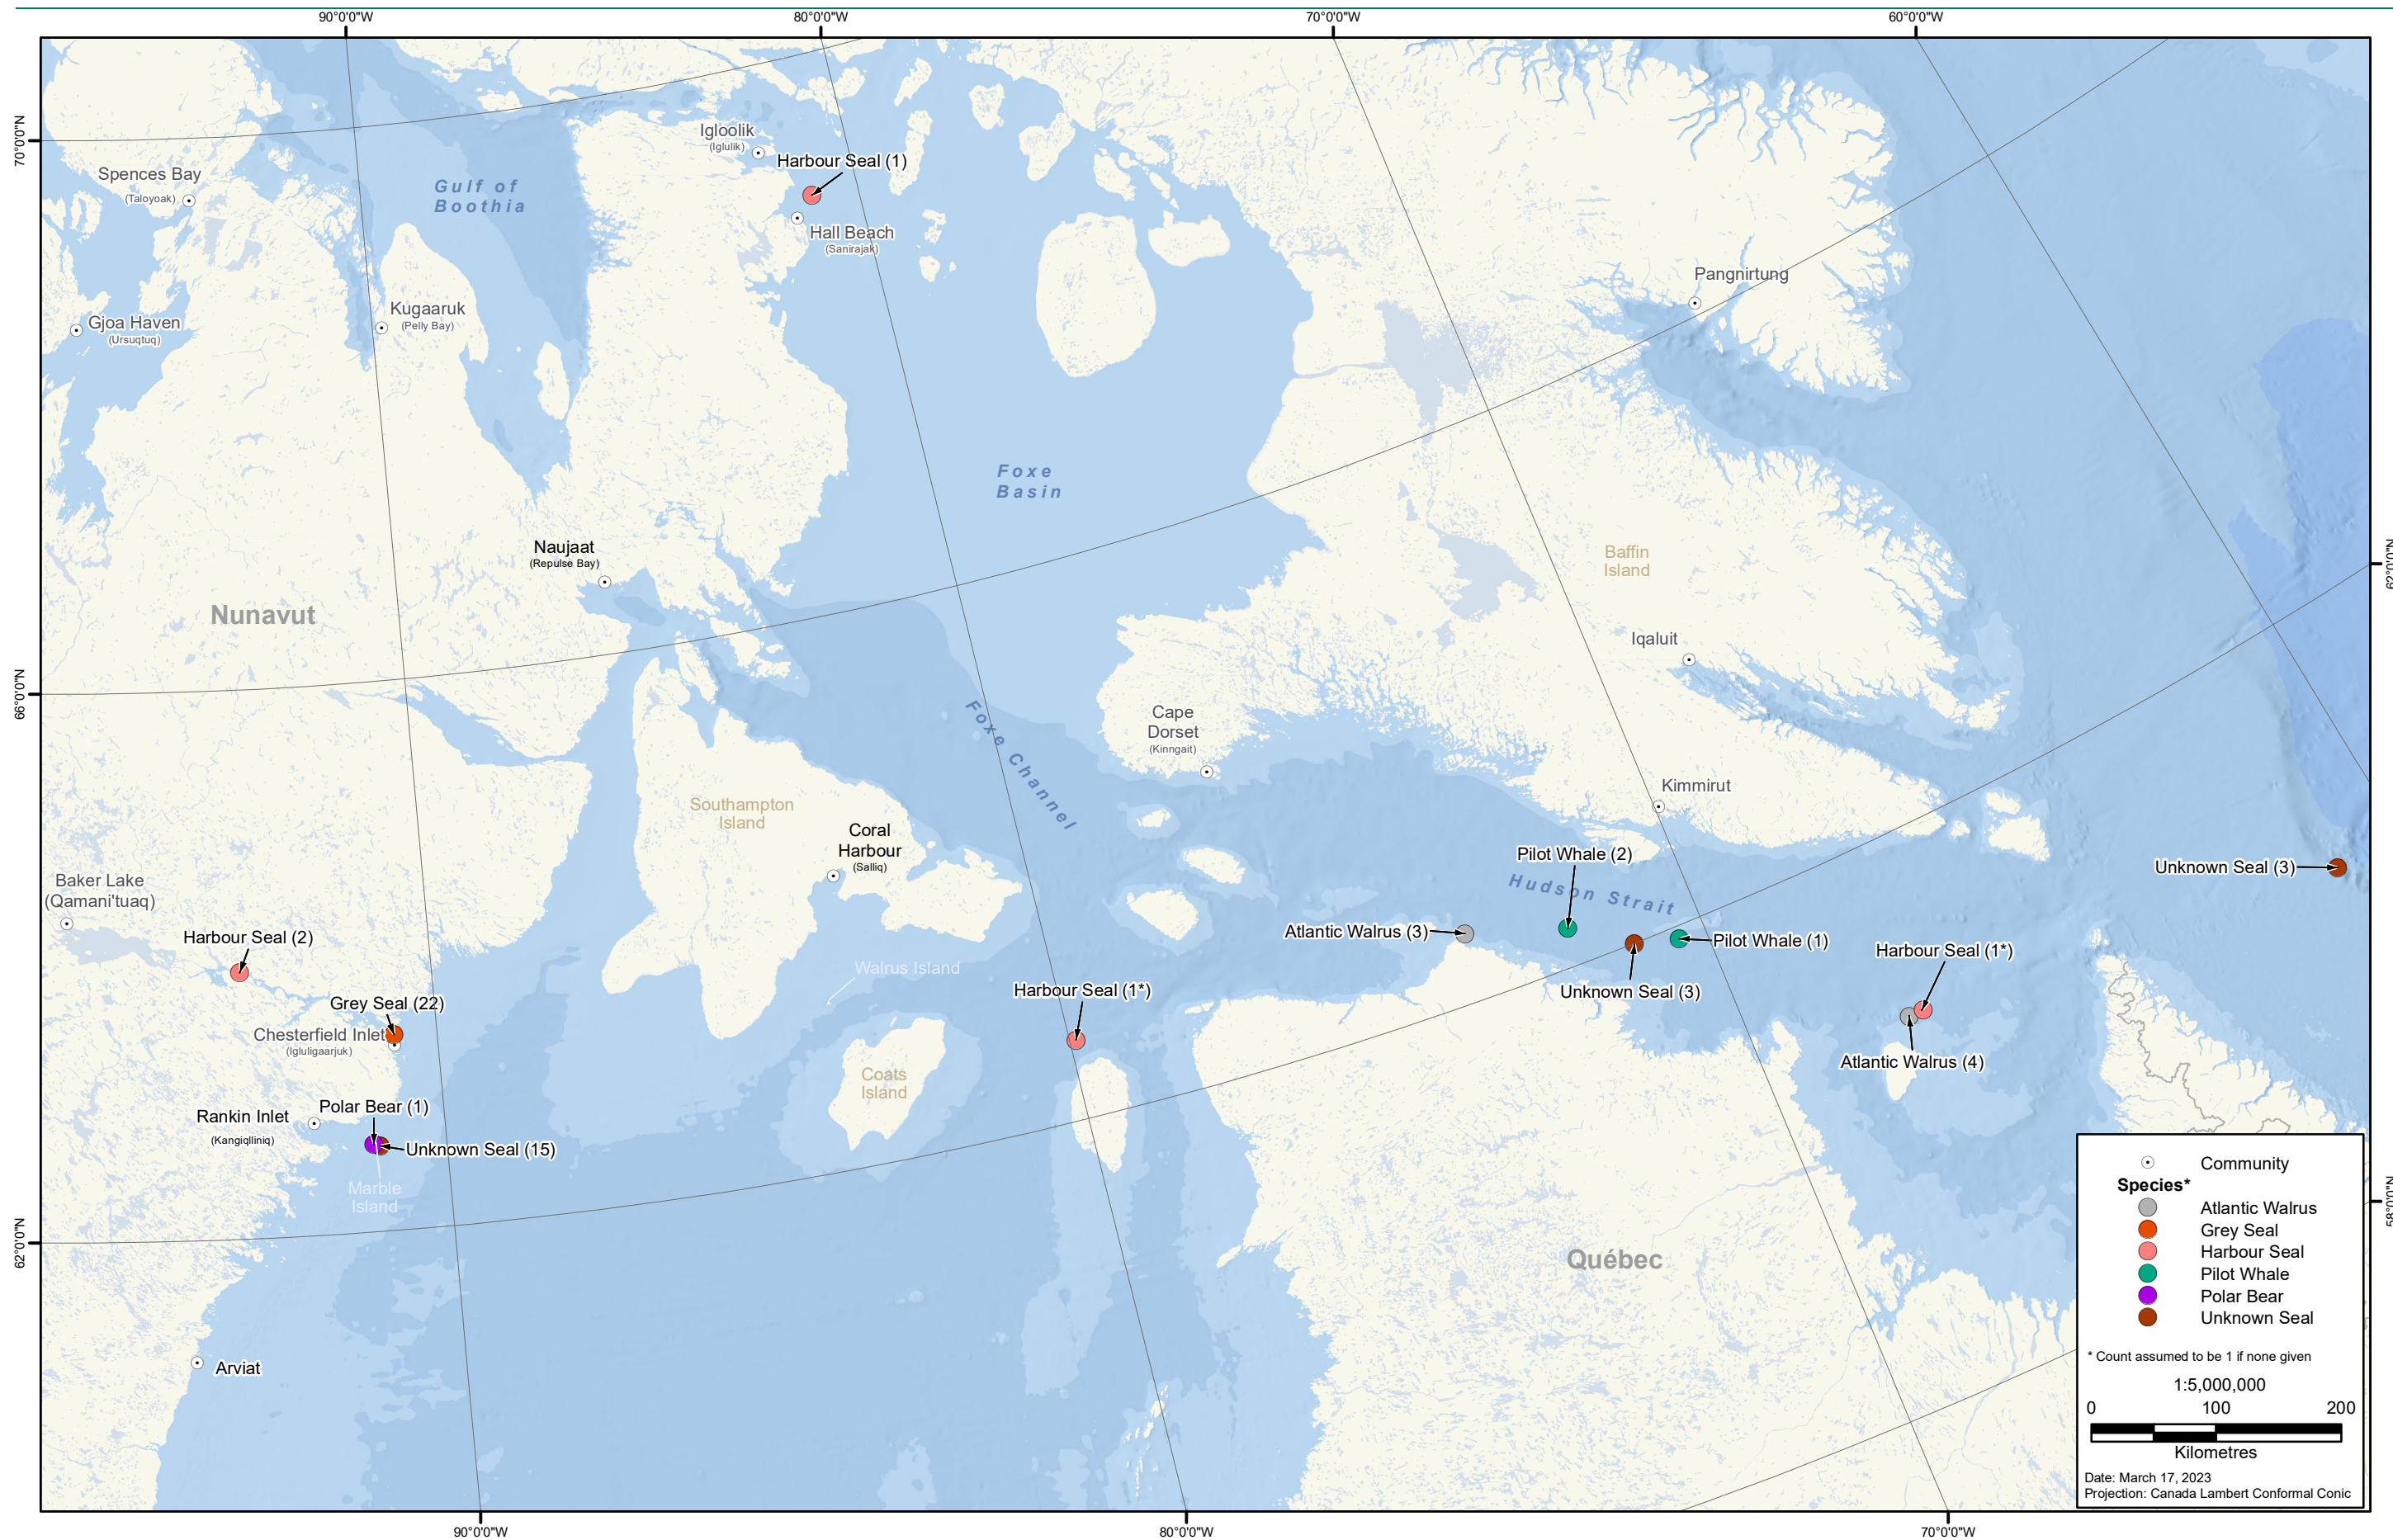 90°0'0"W
80°0'0"W
70°0'0"W
60°0'0"W
70°0'0"N
66°0'0"N
62°0'0"N
62°0'0"N
58°0'0"N
Igloolik
(Iglulik)
Harbour Seal (1)
Spences Bay
(Taloyoak)
Gulf of
Boothia
Hall Beach
(Sanirajak)
Pangnirtung
Kugaaruk
(Pelly Bay)
Gjoa Haven
(Ursuqtuq)
Foxe
Basin
Naujaat
(Repulse Bay)
Baffin
Island
Nunavut
Iqaluit
Foxe Channel
Cape
Dorset
(Kinngait)
Kimmirut
Southampton
Island
Coral
Harbour
(Salliq)
Pilot Whale (2)
Unknown Seal (3)
Baker Lake
(Qamani'tuaq)
Hudson Strait
Harbour Seal (2)
Atlantic Walrus (3)
Pilot Whale (1)
Harbour Seal (1*)
Walrus Island
Harbour Seal (1*)
Unknown Seal (3)
Grey Seal (22)
Chesterfield Inlet
(Igluligaarjuk)
Atlantic Walrus (4)
Coats
Island
Polar Bear (1)
Rankin Inlet
(Kangiqlliniq)
Unknown Seal (15)
Marble
Island
Québec
Arviat
Community
Species*
Atlantic Walrus
Grey Seal
Harbour Seal
Pilot Whale
Polar Bear
Unknown Seal
* Count assumed to be 1 if none given
1:5,000,000
0 100 200
Kilometres
Date: March 17, 2023
Projection: Canada Lambert Conformal Conic
90°0'0"W
80°0'0"W
70°0'0"W